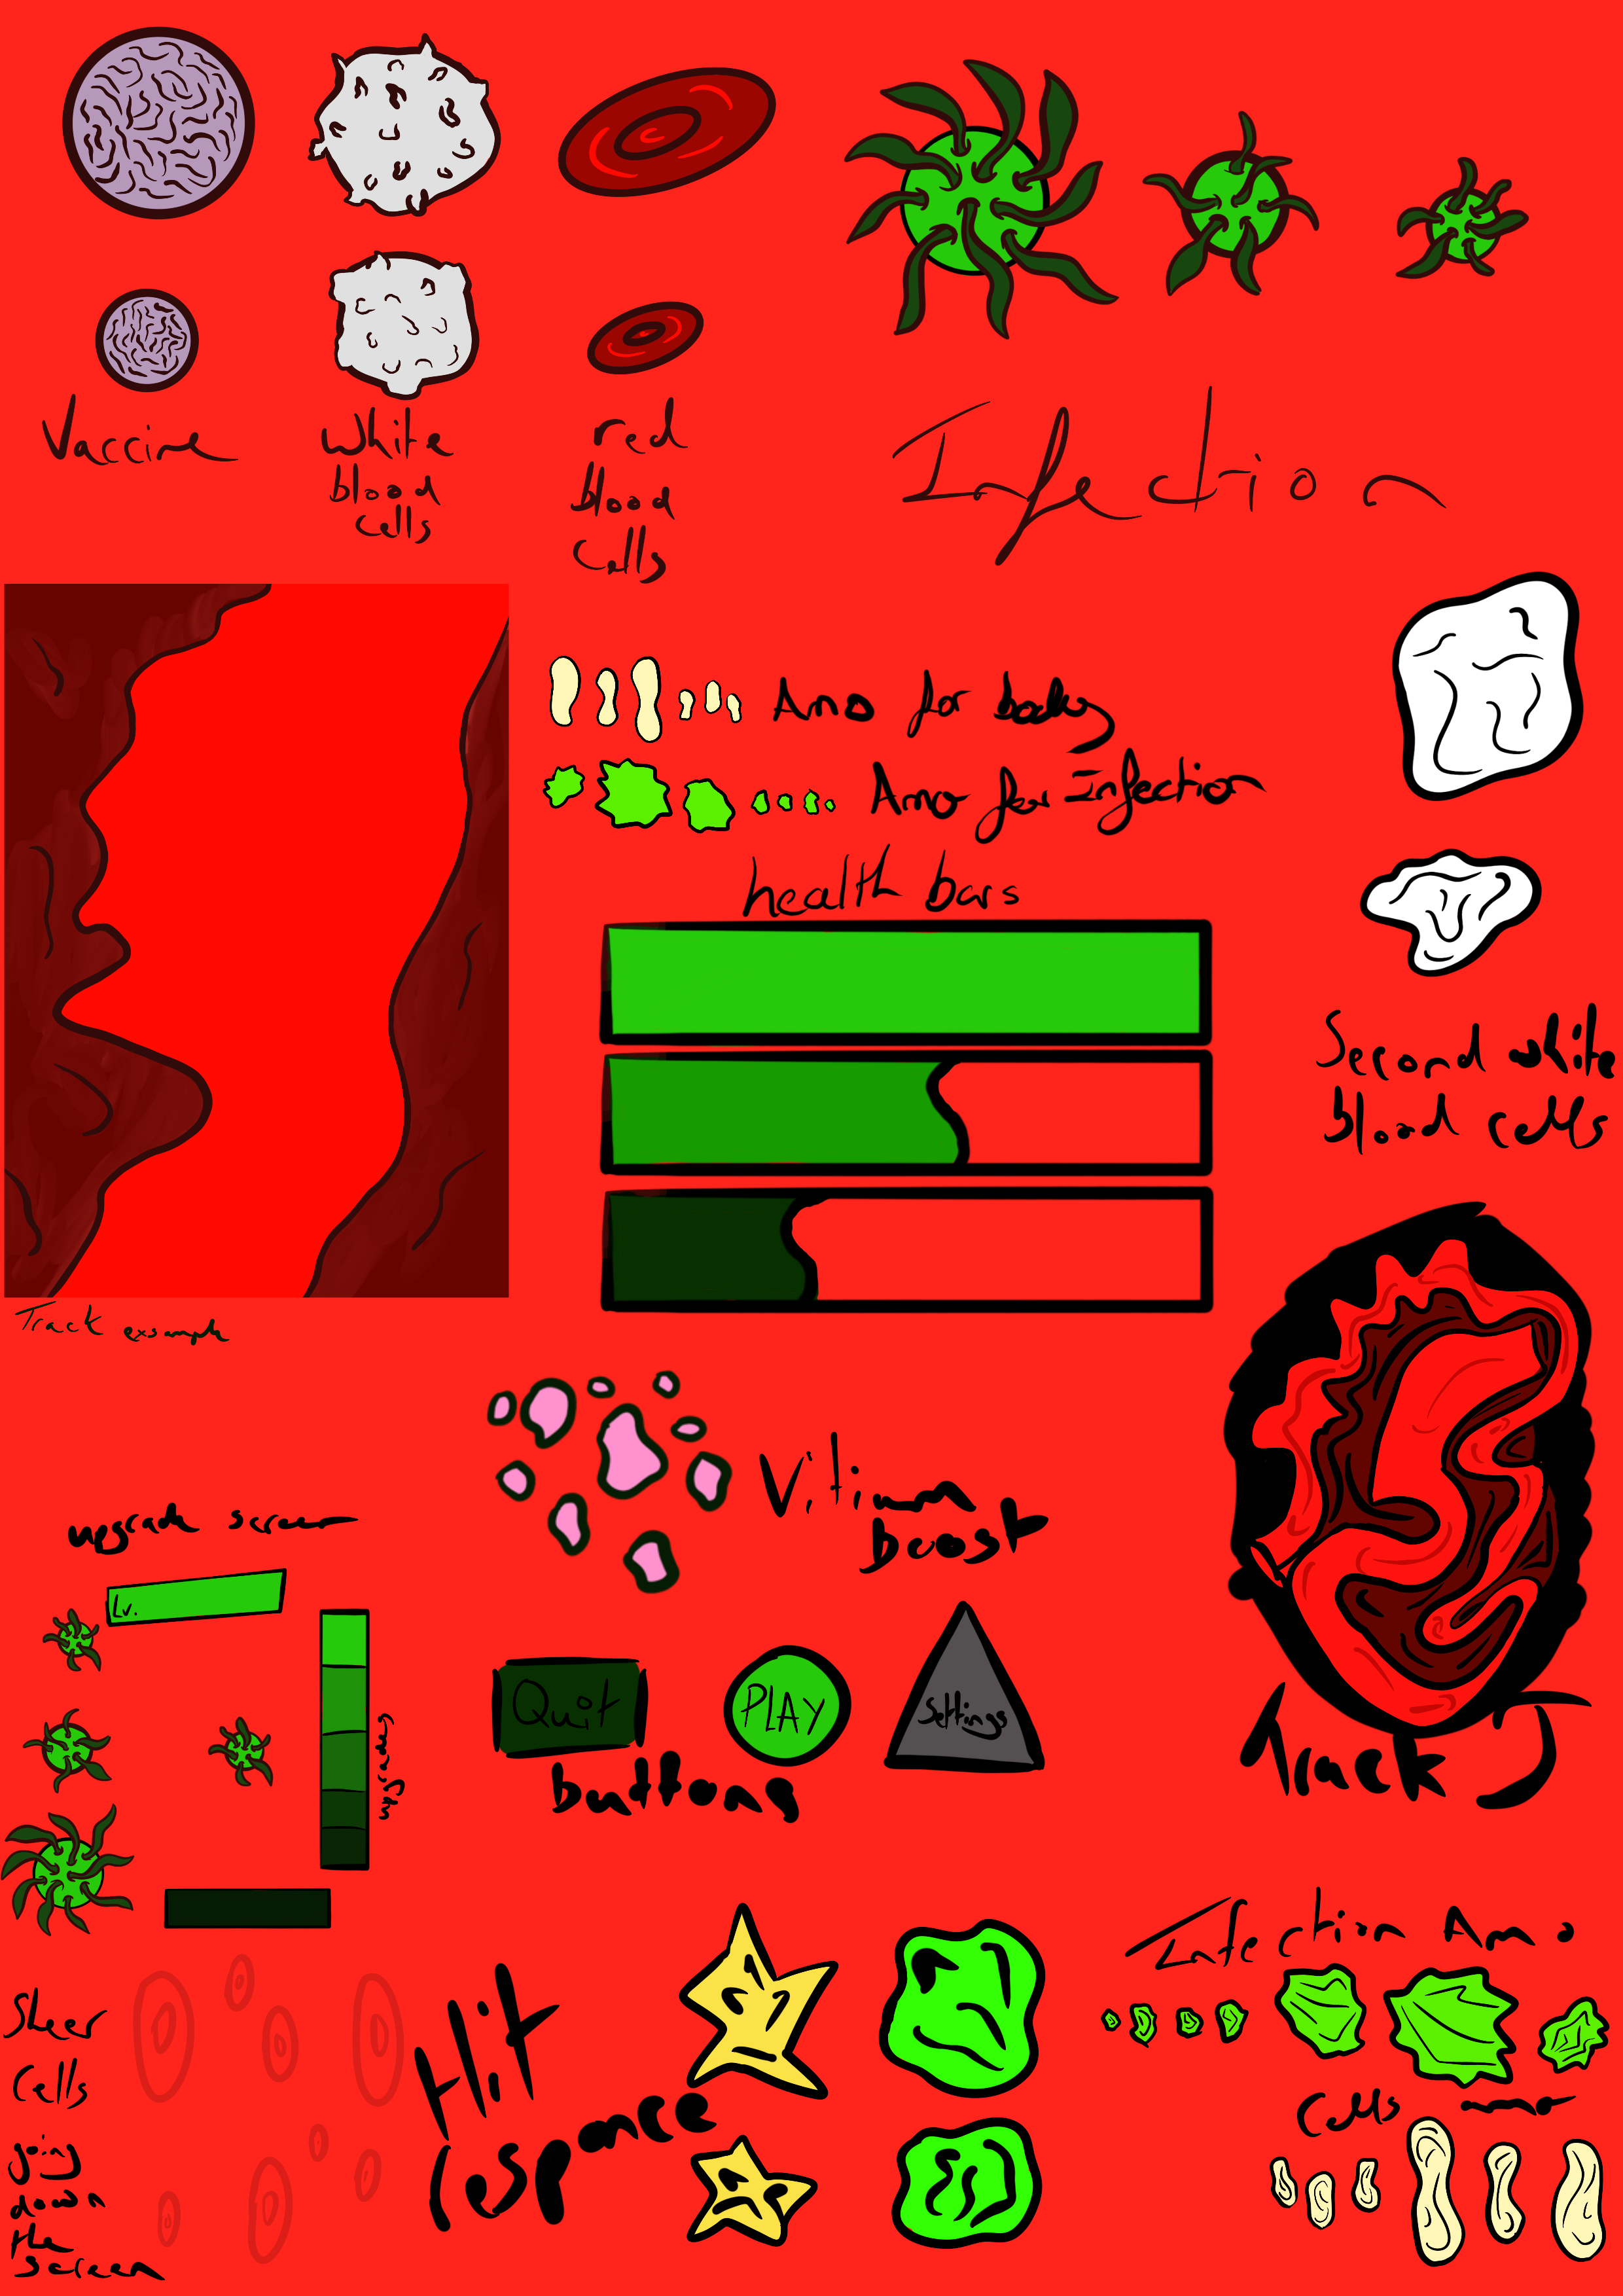 Vaccine
White
blood
cells
red
blood
cells
Infection
Amo for body
Amo for Infection
health bars
Second white
blood cells
Track exsample
Vitiumn
boost
upgrade screen
Lv.
upgrades
Quit
PLAY
Settings
buttons
Track
Infection Amo
Sheer
Cells
going
down
the
screen
Hit
responce
Cells amo